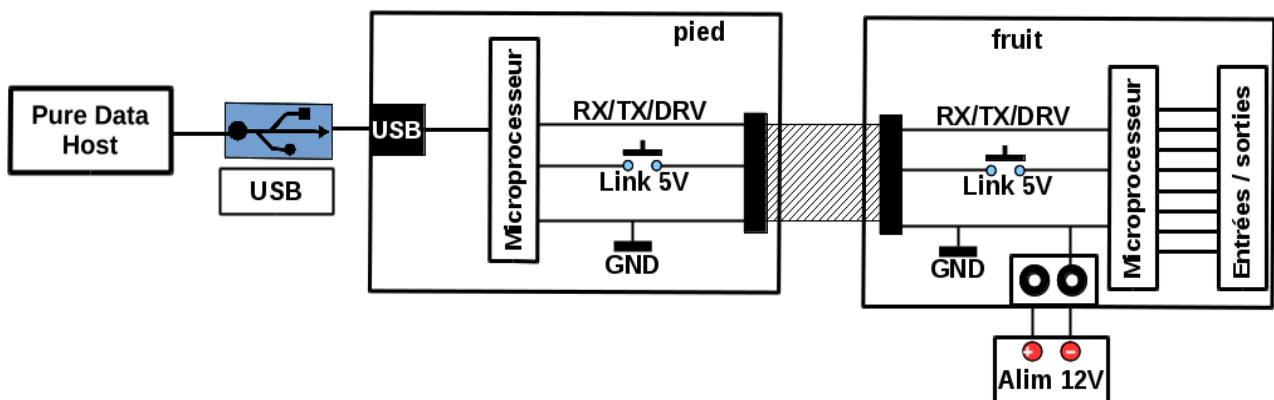 Pure Data
Host
USB
pied
USB
Microprocesseur
RX/TX/DRV
Link 5V
GND
fruit
RX/TX/DRV
Link 5V
GND
Microprocesseur
Entrées / sorties
+ −
Alim 12V